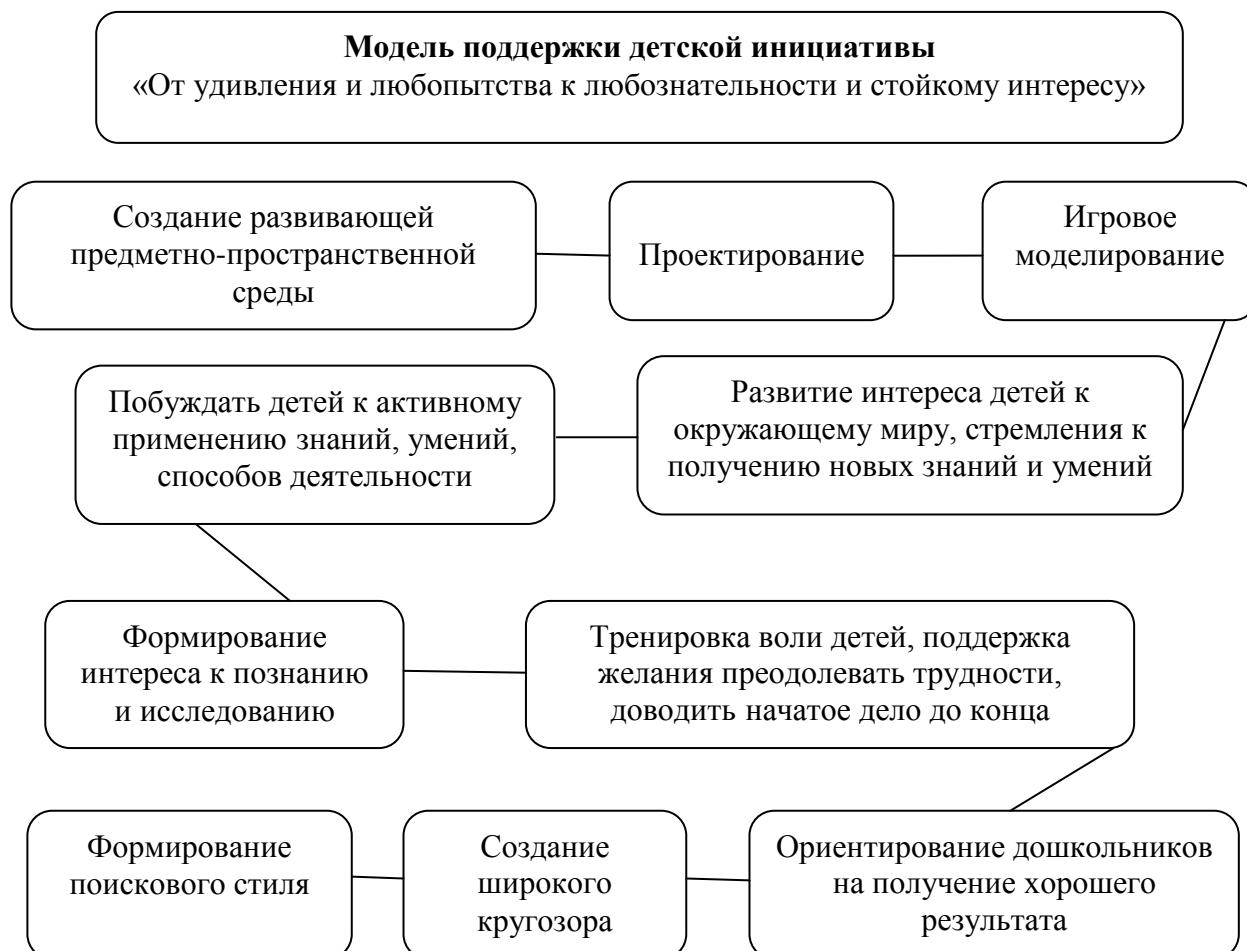 Модель поддержки детской инициативы
«От удивления и любопытства к любознательности и стойкому интересу»
Создание развивающей
предметно-пространственной
среды
Проектирование
Игровое
моделирование
Побуждать детей к активному
применению знаний, умений,
способов деятельности
Развитие интереса детей к
окружающему миру, стремления к
получению новых знаний и умений
Формирование
интереса к познанию
и исследованию
Тренировка воли детей, поддержка
желания преодолевать трудности,
доводить начатое дело до конца
Формирование
поискового стиля
Создание
широкого
кругозора
Ориентирование дошкольников
на получение хорошего
результата